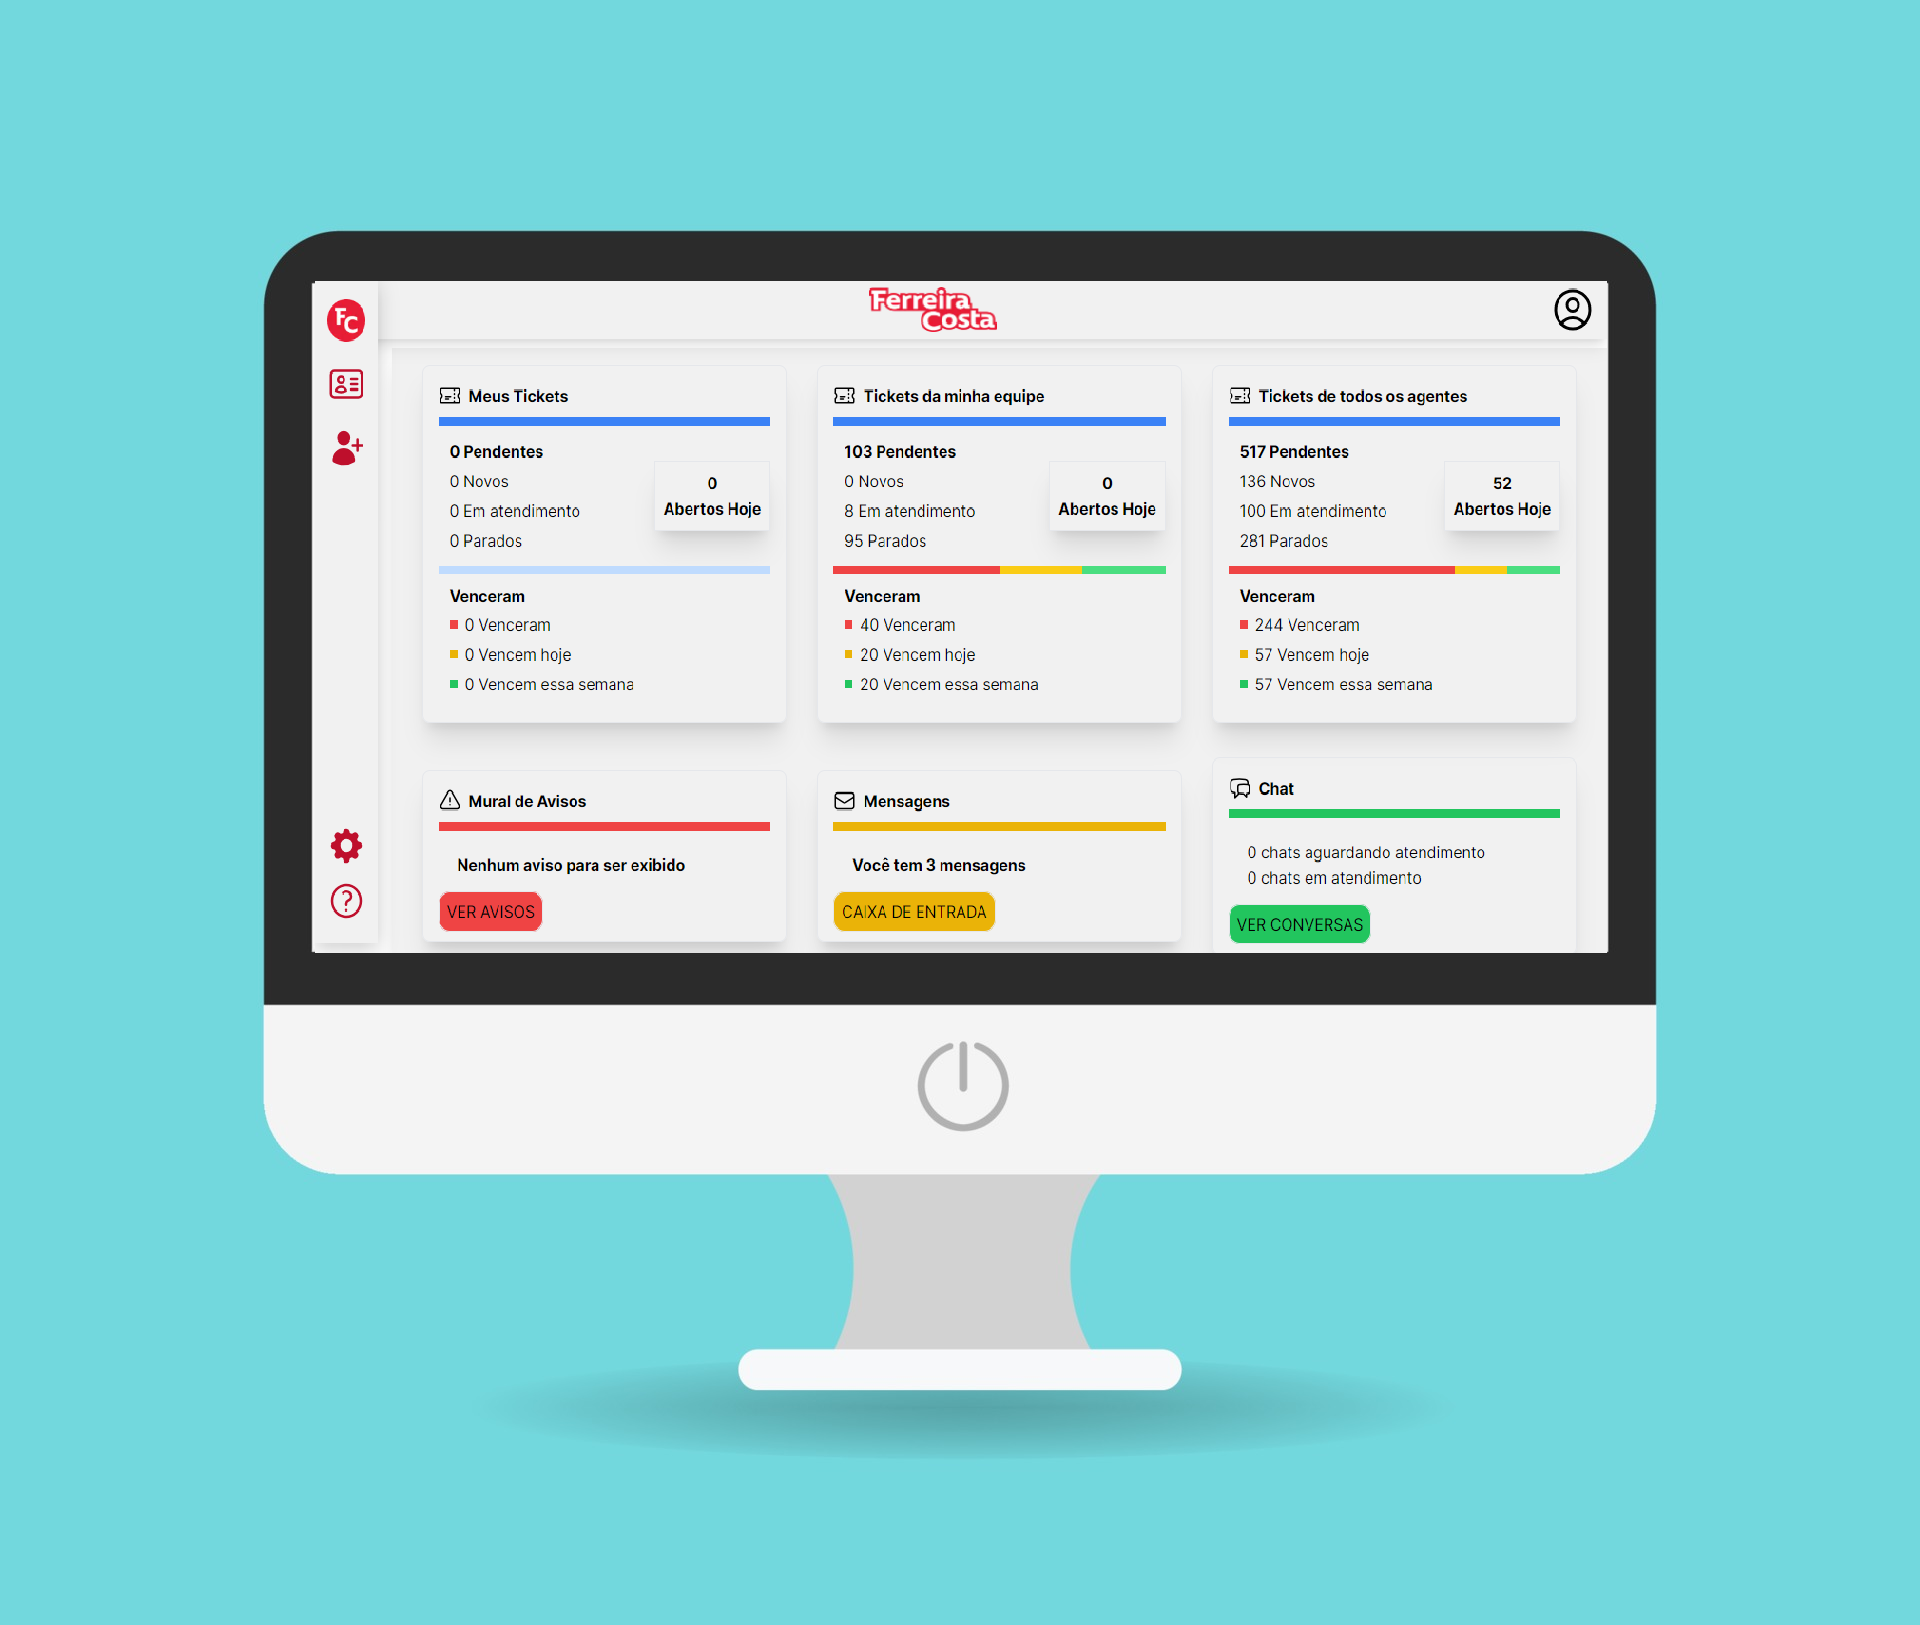 FC
Ferreira
Costa
Meus Tickets
0 Pendentes
0 Novos
0 Em atendimento
0 Parados
0
Abertos Hoje
Venceram
0 Venceram
0 Vencem hoje
0 Vencem essa semana
Tickets da minha equipe
103 Pendentes
0 Novos
8 Em atendimento
95 Parados
0
Abertos Hoje
Venceram
40 Venceram
20 Vencem hoje
20 Vencem essa semana
Tickets de todos os agentes
517 Pendentes
136 Novos
100 Em atendimento
281 Parados
52
Abertos Hoje
Venceram
244 Venceram
57 Vencem hoje
57 Vencem essa semana
Mural de Avisos
Nenhum aviso para ser exibido
VER AVISOS
Mensagens
Você tem 3 mensagens
CAIXA DE ENTRADA
Chat
0 chats aguardando atendimento
0 chats em atendimento
VER CONVERSAS